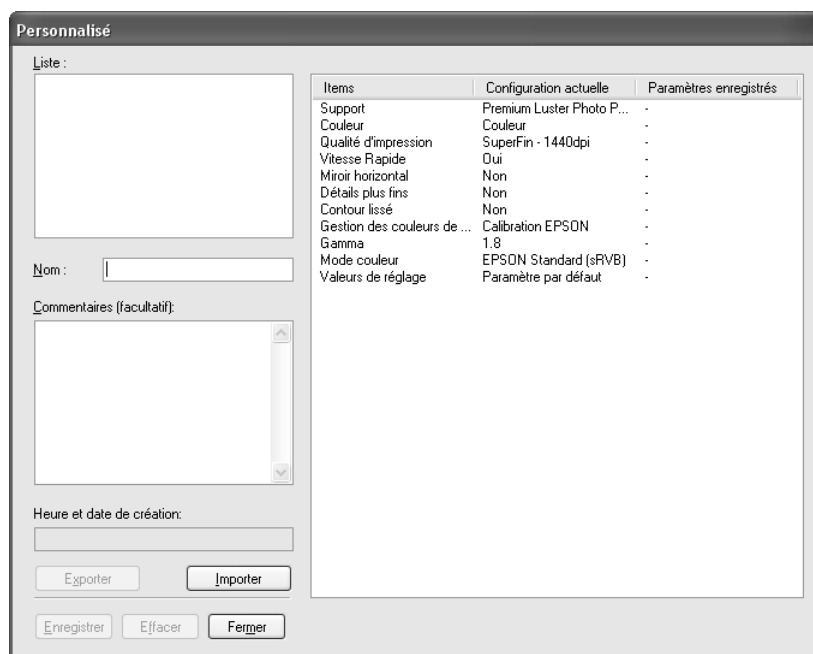 Personnalisé
Liste :
Nom :
Commentaires (facultatif):
Heure et date de création:
Exporter Importer
Enregistrer Effacer Fermer
Items Configuration actuelle Paramètres enregistrés
Support Premium Luster Photo P... -
Couleur Couleur -
Qualité d'impression SuperFin - 1440dpi -
Vitesse Rapide Oui -
Miroir horizontal Non -
Détails plus fins Non -
Contour lissé Non -
Gestion des couleurs de ... Calibration EPSON -
Gamma 1.8 -
Mode couleur EPSON Standard (sRVB) -
Valeurs de réglage Paramètre par défaut -